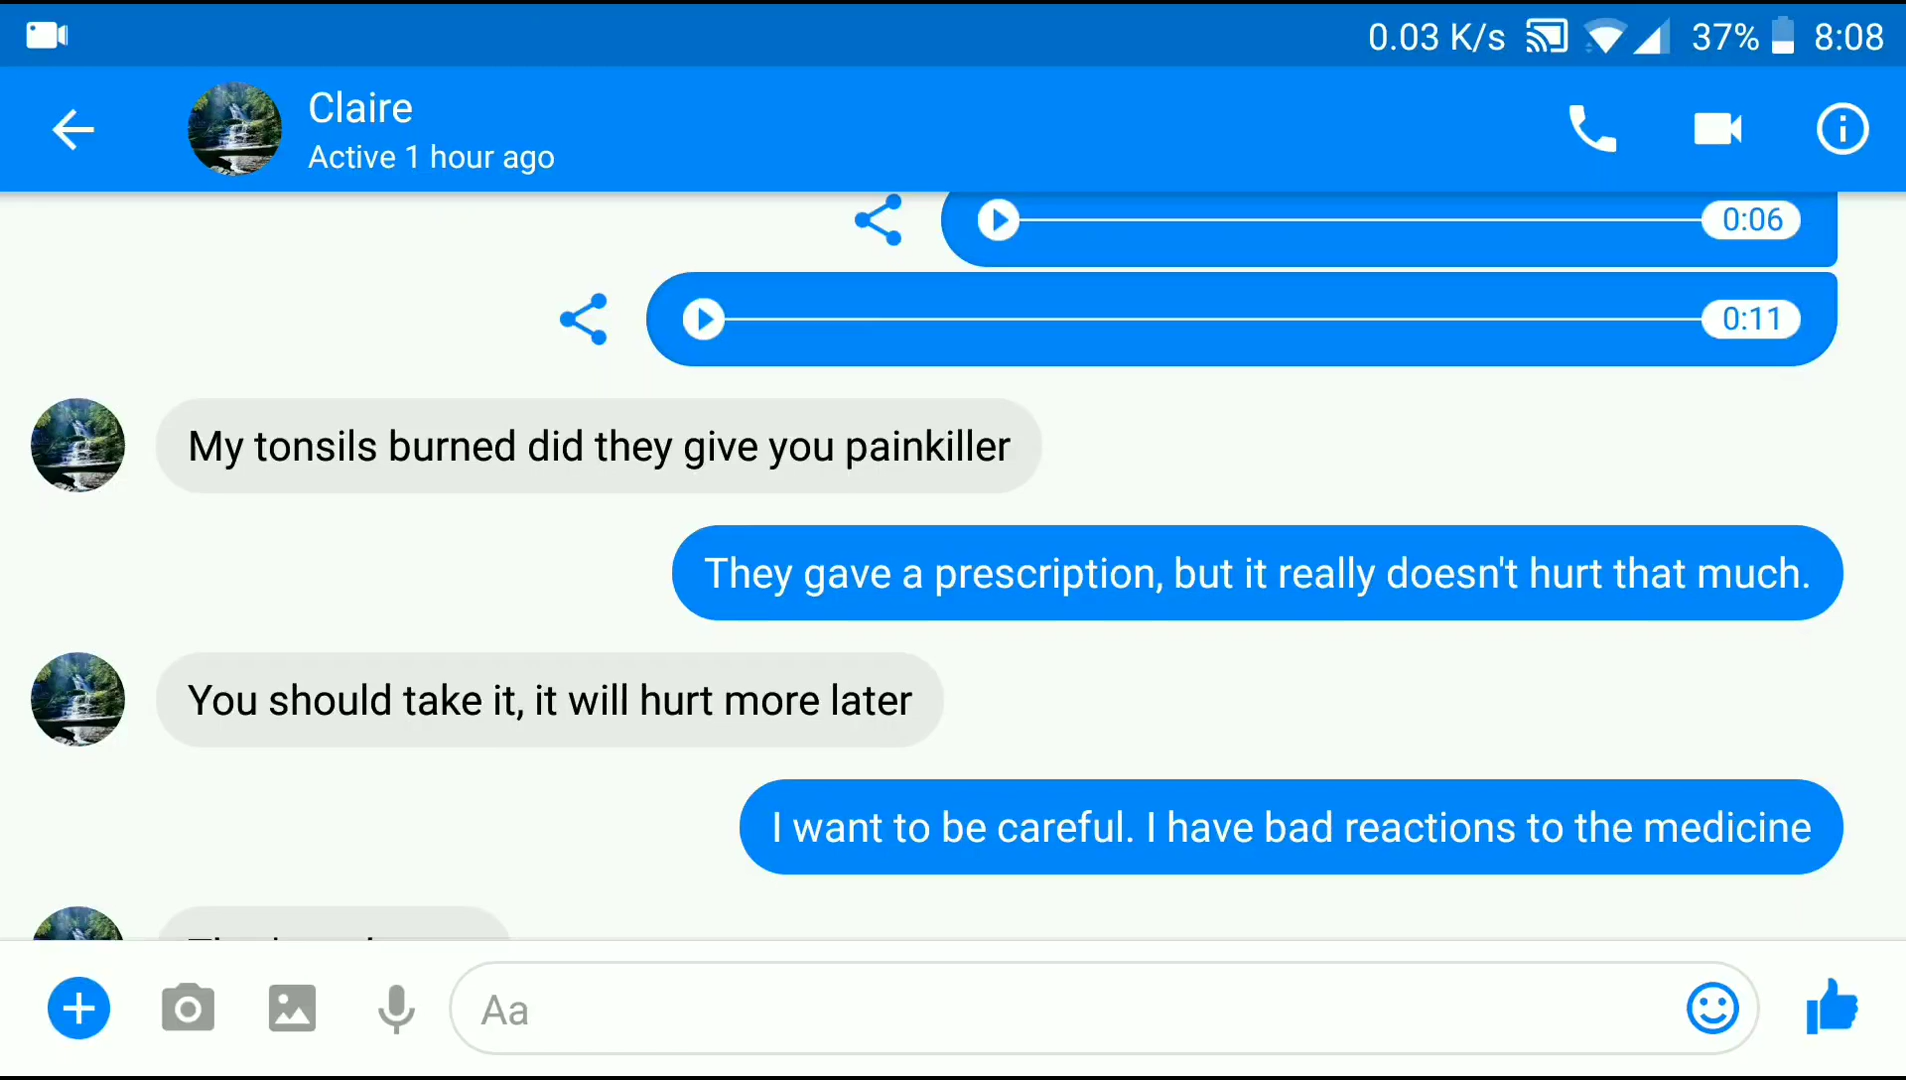 0.03 K/s 37% 8:08
Claire
Active 1 hour ago
0:06
0:11
My tonsils burned did they give you painkiller
They gave a prescription, but it really doesn't hurt that much.
You should take it, it will hurt more later
I want to be careful. I have bad reactions to the medicine
Aa